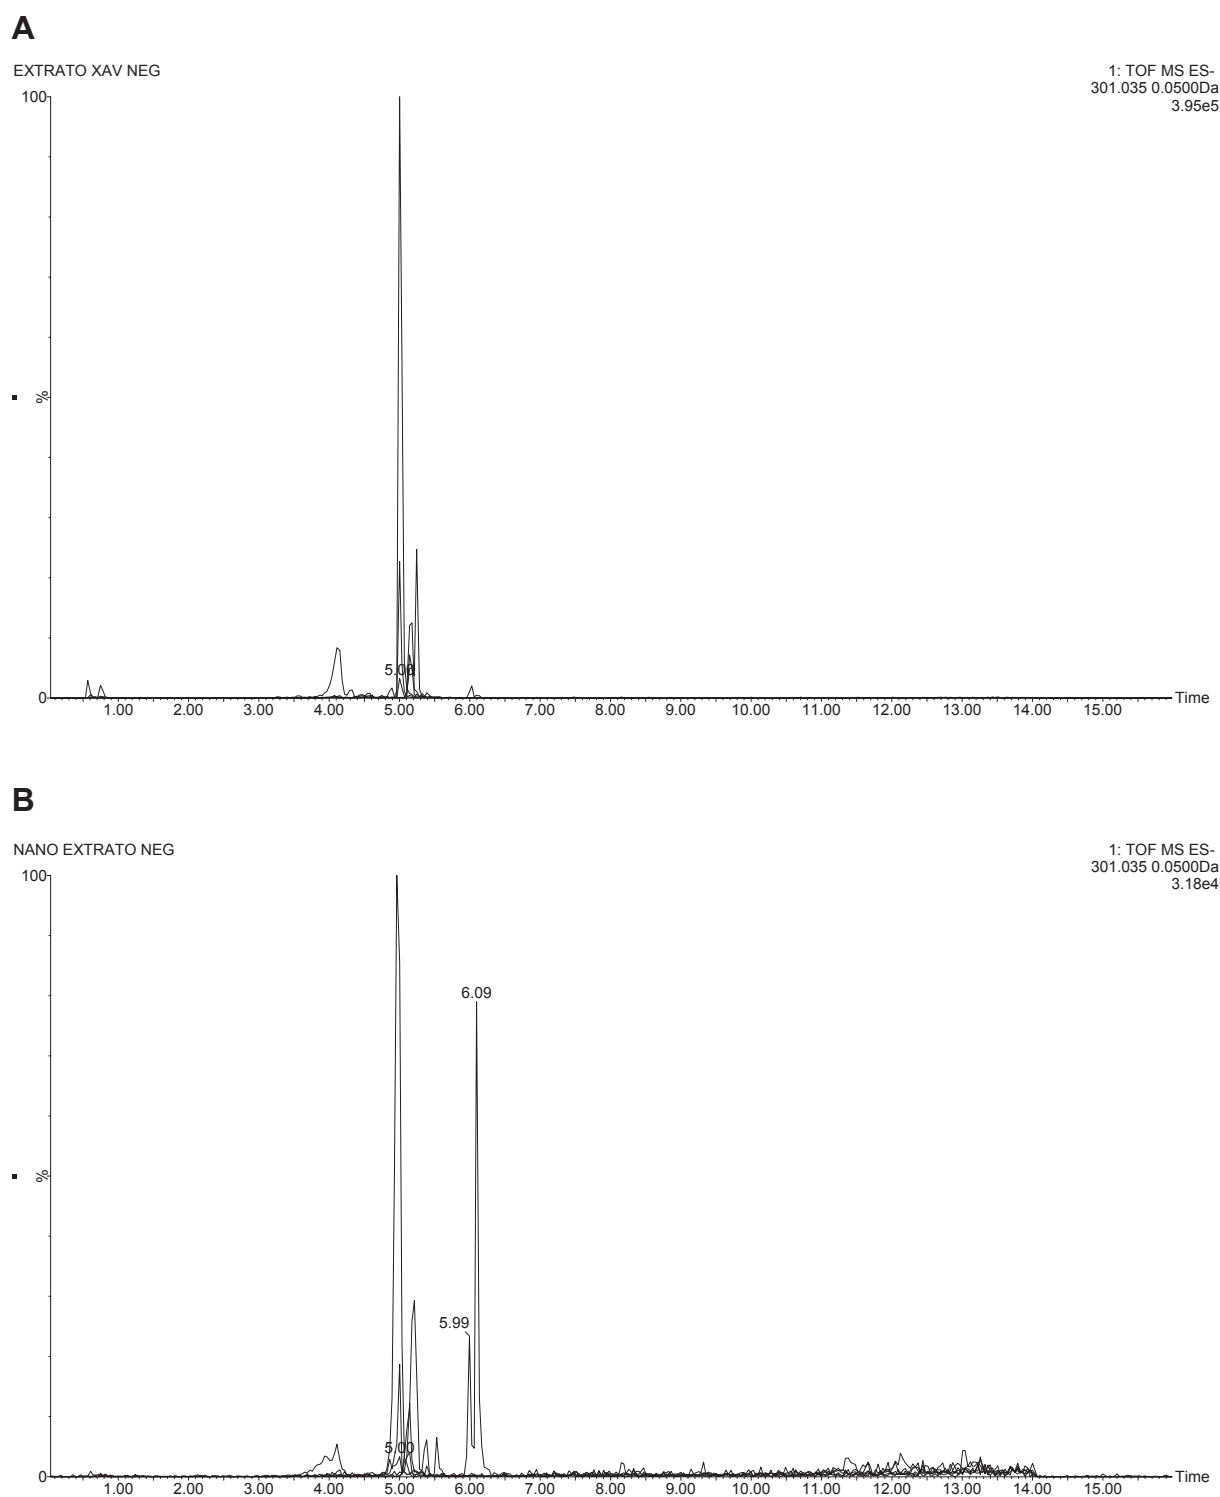 A
EXTRATO XAV NEG
1: TOF MS ES-
301.035 0.0500Da
3.95e5
100
%
5.00
0
1.00 2.00 3.00 4.00 5.00 6.00 7.00 8.00 9.00 10.00 11.00 12.00 13.00 14.00 15.00
Time
B
NANO EXTRATO NEG
1: TOF MS ES-
301.035 0.0500Da
3.18e4
100
6.09
%
5.99
5.00
0
Time
1.00 2.00 3.00 4.00 5.00 6.00 7.00 8.00 9.00 10.00 11.00 12.00 13.00 14.00 15.00